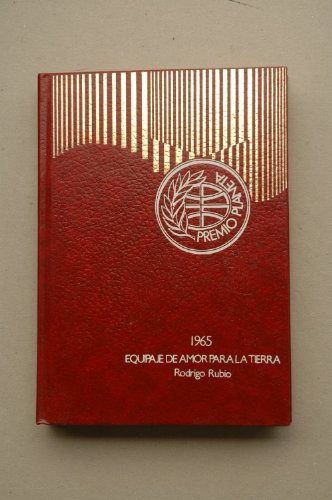 PREMIO PLANETA
1965
EQUIPAJE DE AMOR PARA LA TIERRA
Rodrigo Rubio